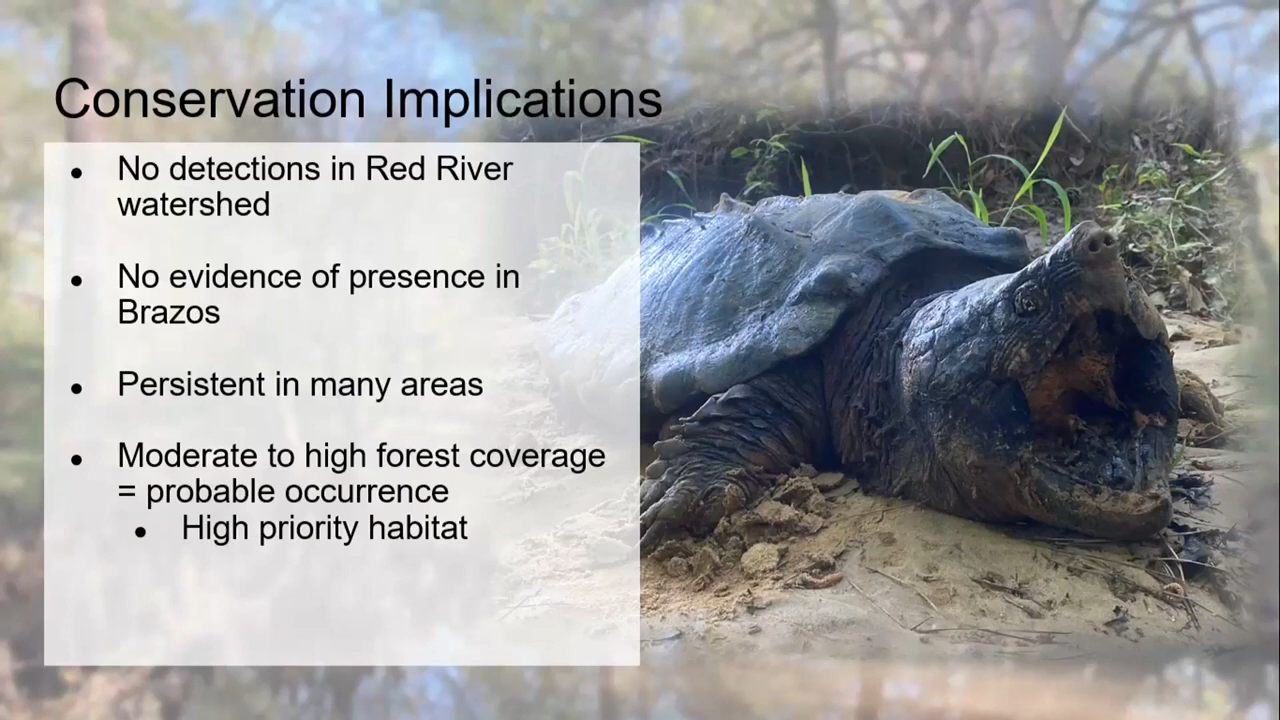 Conservation Implications
• No detections in Red River
watershed
• No evidence of presence in
Brazos
• Persistent in many areas
• Moderate to high forest coverage
= probable occurrence
• High priority habitat